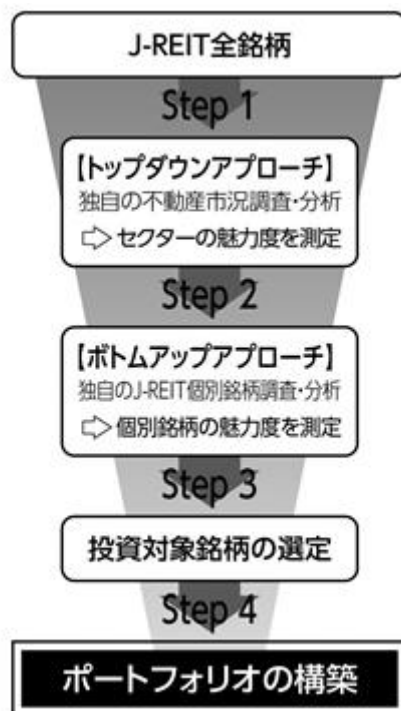 J-REIT全銘柄
Step 1
【トップダウンアプローチ】
独自の不動産市況調査・分析
⇨ セクターの魅力度を測定
Step 2
【ボトムアップアプローチ】
独自のJ-REIT個別銘柄調査・分析
⇨ 個別銘柄の魅力度を測定
Step 3
投資対象銘柄の選定
Step 4
ポートフォリオの構築